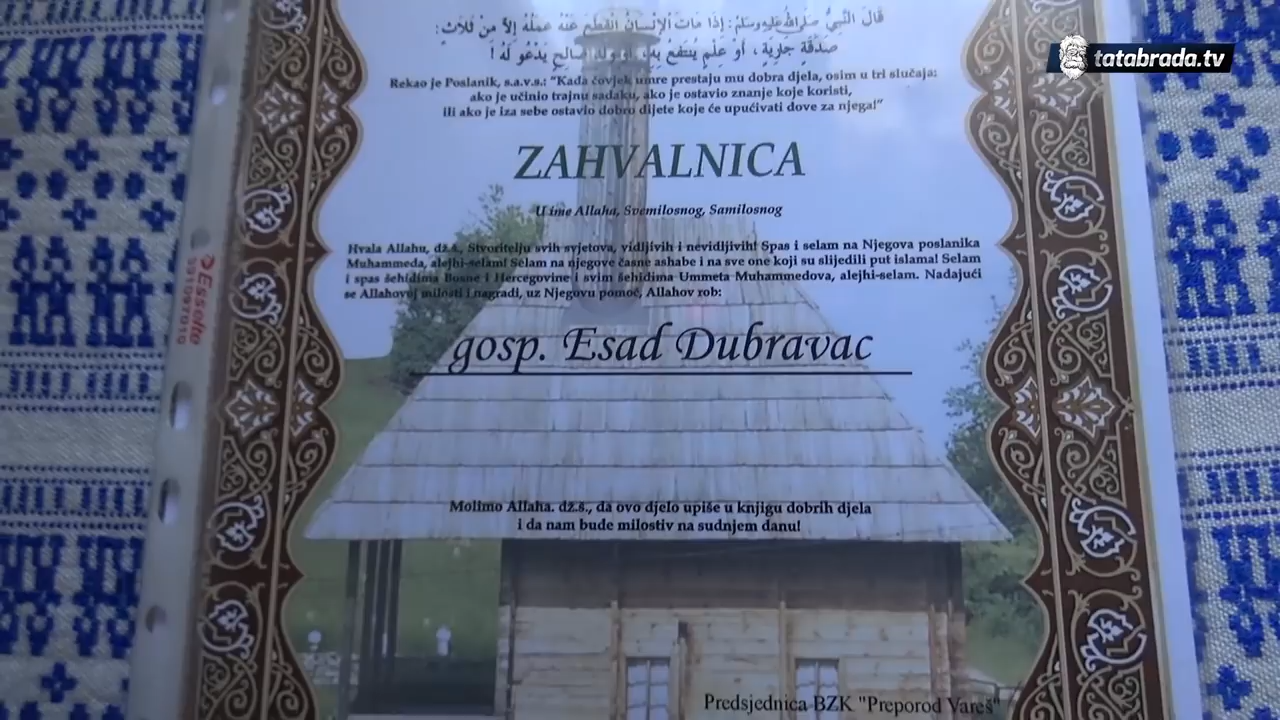 قَالَ النَّبِيُّ صَلَّى اللهُ عَلَيْهِ وَسَلَّمَ: إِذَا مَاتَ الْإِنْسَانُ انْقَطَعَ عَنْهُ عَمَلُهُ إِلَّا مِنْ ثَلَاثٍ:
صَدَقَةٍ جَارِيَةٍ، أَوْ عِلْمٍ يُنْتَفَعُ بِهِ، أَوْ وَلَدٍ صَالِحٍ يَدْعُو لَهُ!
Rekao je Poslanik, s.a.v.s.: “Kada čovjek umre prestaju mu dobra djela, osim u tri slučaja:
ako je učinio trajnu sadaku, ako je ostavio znanje koje koristi,
ili ako je iza sebe ostavio dobro dijete koje će upućivati dove za njega!”
ZAHVALNICA
U ime Allaha, Svemilosnog, Samilosnog
Hvala Allahu, dž.š., Stvoritelju svih svjetova, vidljivih i nevidljivih! Spas i selam na Njegova poslanika
Muhammeda, alejhi-selam! Selam na njegove časne ashabe i na sve one koji su slijedili put islama! Selam
i spas šehidima Bosne i Hercegovine i svim šehidima Ummeta Muhammedova, alejhi-selam. Nadajući
se Allahovoj milosti i nagradi, uz Njegovu pomoć, Allahov rob:
gosp. Esad Dubravac
Molimo Allaha. dž.š., da ovo djelo upiše u knjigu dobrih djela
i da nam bude milostiv na sudnjem danu!
Predsjednica BZK "Preporod Vareš"
Esselte
tatabrada.tv